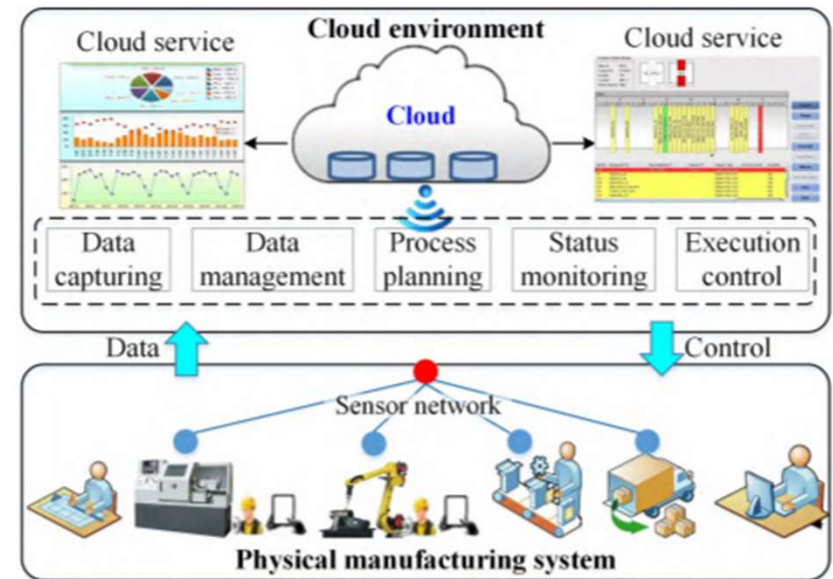 Cloud environment
Cloud service
Cloud service
Cloud
Data capturing
Data management
Process planning
Status monitoring
Execution control
Data
Control
Sensor network
Physical manufacturing system